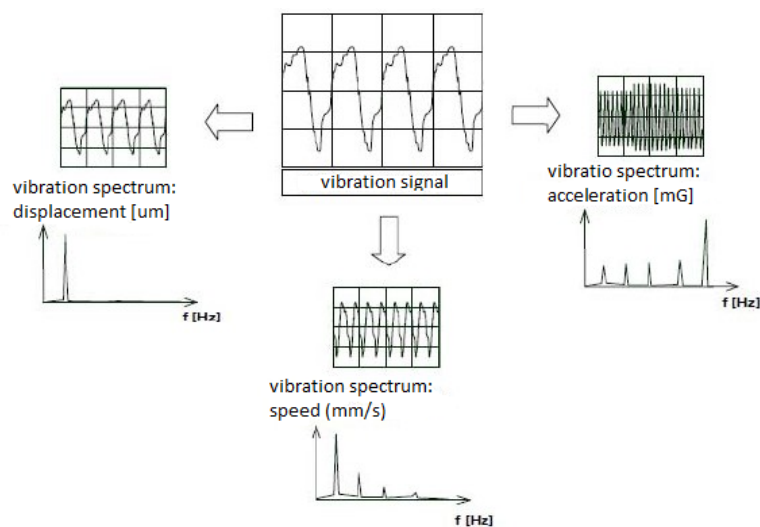 vibration signal
vibration spectrum:
displacement [um]
f [Hz]
vibratio spectrum:
acceleration [mG]
f [Hz]
vibration spectrum:
speed (mm/s)
f [Hz]